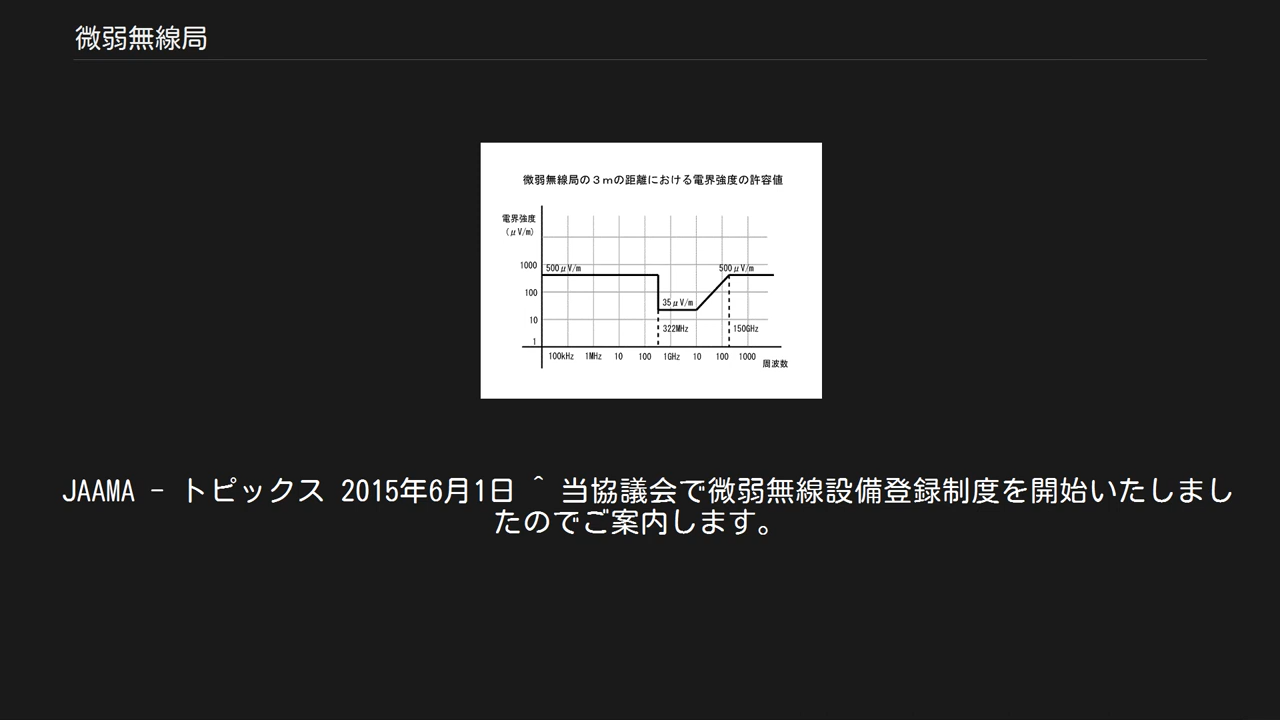 微弱無線局
微弱無線局の３ｍの距離における電界強度の許容値
電界強度
(μV/m)
1000
500μV/m
500μV/m
100
35μV/m
10
322MHz
150GHz
1
100kHz 1MHz 10 100 1GHz 10 100 1000
周波数
JAAMA - トピックス 2015年6月1日 ^ 当協議会で微弱無線設備登録制度を開始いたしまし
たのでご案内します。